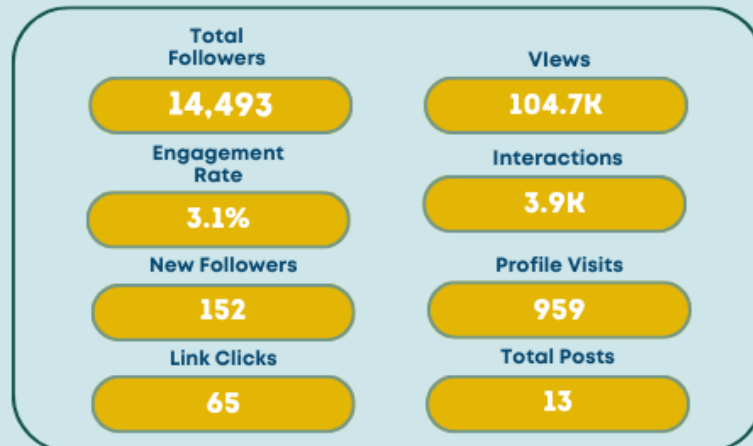 Total
Followers
14,493
VIews
104.7K
Engagement
Rate
3.1%
Interactions
3.9K
New Followers
152
Profile Visits
959
Link Clicks
65
Total Posts
13